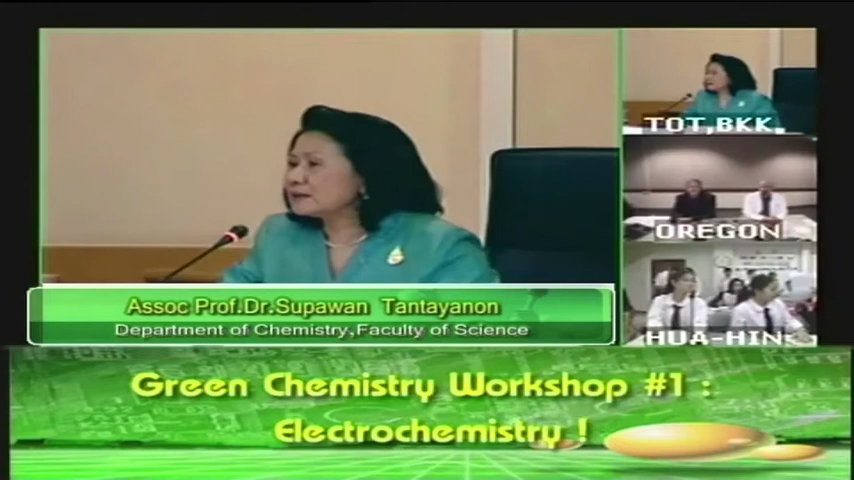 TOT,BKK.
OREGON
HUA-HIN
Assoc Prof.Dr.Supawan Tantayanon
Department of Chemistry,Faculty of Science
Green Chemistry Workshop #1 :
Electrochemistry !